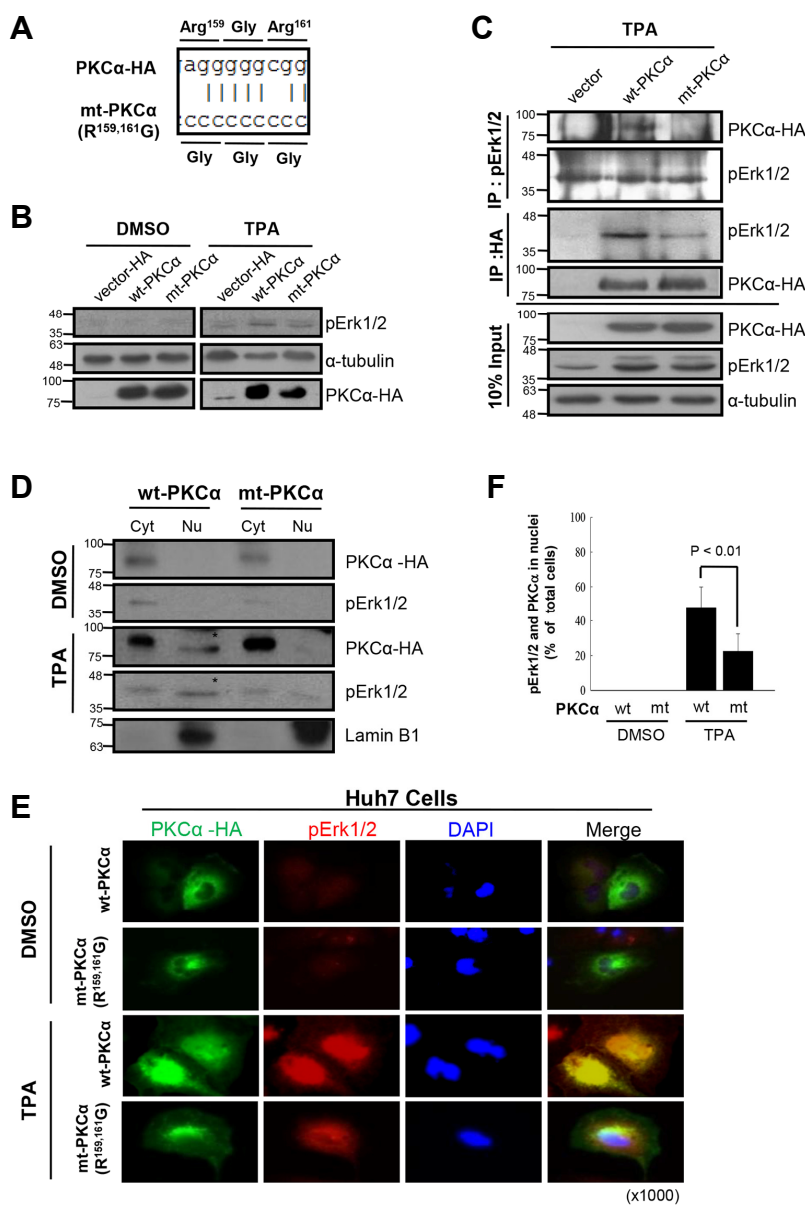 A
Arg159 Gly Arg161
PKCα-HA
agggggcgg
mt-PKCα
(R159,161G)
ccccccccc
Gly Gly Gly
B
DMSO TPA
vector-HA wt-PKCα mt-PKCα vector-HA wt-PKCα mt-PKCα
48
35
pErk1/2
63
48
α-tubulin
100
75
PKCα-HA
C
TPA
vector wt-PKCα mt-PKCα
IP : pErk1/2
100
75
PKCα-HA
48
35
pErk1/2
IP :HA
48
35
pErk1/2
100
75
PKCα-HA
10% Input
100
75
PKCα-HA
48
35
pErk1/2
63
48
α-tubulin
D
wt-PKCα mt-PKCα
Cyt Nu Cyt Nu
DMSO
100
75
PKCα -HA
48
35
pErk1/2
TPA
100
75
*
PKCα-HA
48
35
*
pErk1/2
75
63
Lamin B1
F
pErk1/2 and PKCα in nuclei
(% of total cells)
100
80
60
40
20
0
P < 0.01
PKCα wt mt wt mt
DMSO TPA
E
Huh7 Cells
PKCα -HA pErk1/2 DAPI Merge
DMSO
wt-PKCα
mt-PKCα
(R159,161G)
TPA
wt-PKCα
mt-PKCα
(R159,161G)
(x1000)